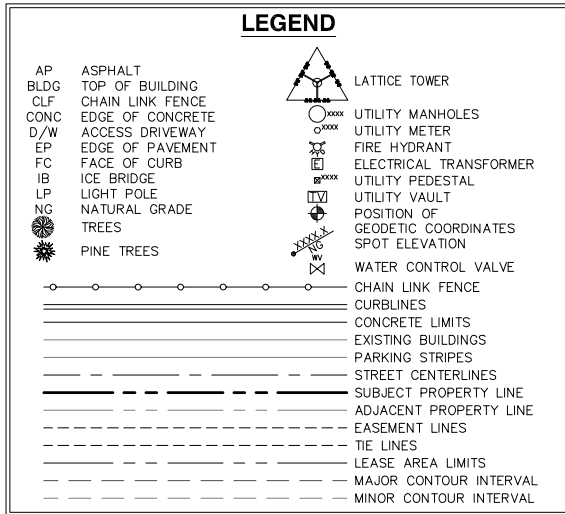 LEGEND
AP ASPHALT
BLDG TOP OF BUILDING
CLF CHAIN LINK FENCE
CONC EDGE OF CONCRETE
D/W ACCESS DRIVEWAY
EP EDGE OF PAVEMENT
FC FACE OF CURB
IB ICE BRIDGE
LP LIGHT POLE
NG NATURAL GRADE
TREES
PINE TREES
LATTICE TOWER
XXXX UTILITY MANHOLES
XXXX UTILITY METER
FIRE HYDRANT
E ELECTRICAL TRANSFORMER
XXXX UTILITY PEDESTAL
TV UTILITY VAULT
POSITION OF
GEODETIC COORDINATES
XXXX NG SPOT ELEVATION
WV WATER CONTROL VALVE
CHAIN LINK FENCE
CURBLINES
CONCRETE LIMITS
EXISTING BUILDINGS
PARKING STRIPES
STREET CENTERLINES
SUBJECT PROPERTY LINE
ADJACENT PROPERTY LINE
EASEMENT LINES
TIE LINES
LEASE AREA LIMITS
MAJOR CONTOUR INTERVAL
MINOR CONTOUR INTERVAL